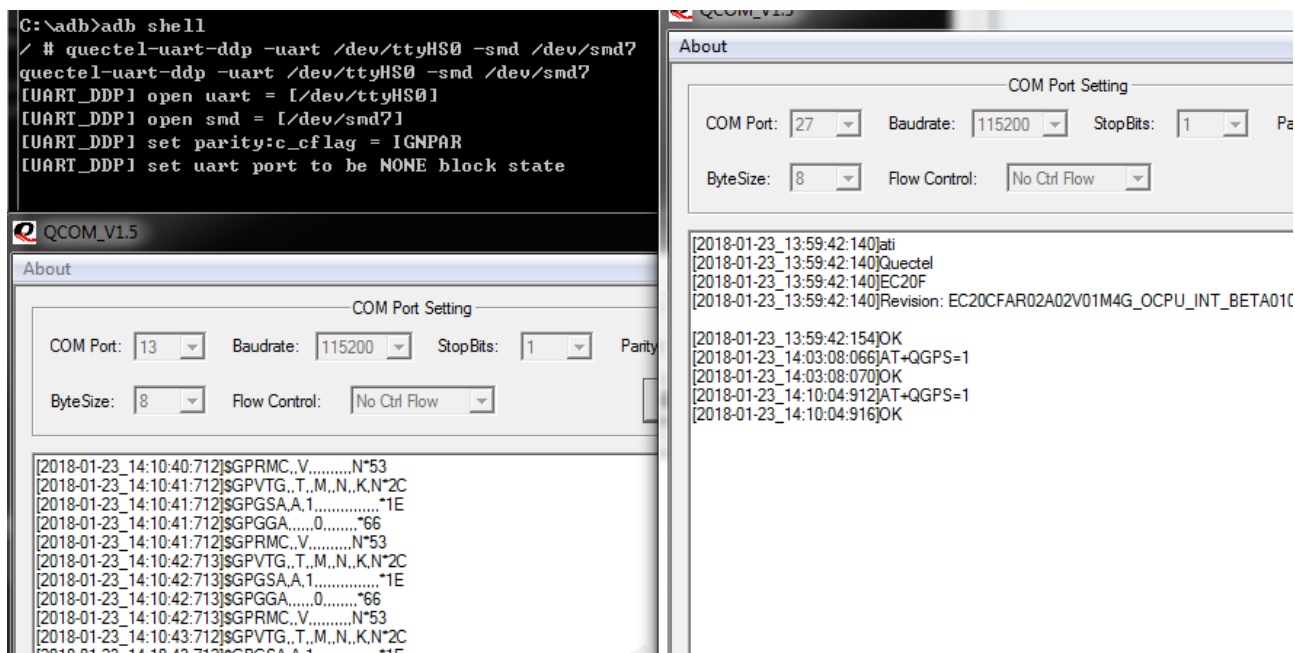 C:\adb>adb shell
/ # quectel-uart-ddp -uart /dev/ttyHS0 -smd /dev/smd7
quectel-uart-ddp -uart /dev/ttyHS0 -smd /dev/smd7
[UART_DDP] open uart = [/dev/ttyHS0]
[UART_DDP] open smd = [/dev/smd7]
[UART_DDP] set parity:c_cflag = IGNPAR
[UART_DDP] set uart port to be NONE block state
QCOM_V1.5
About
COM Port Setting
COM Port: 13 Baudrate: 115200 StopBits: 1 Parity
ByteSize: 8 Flow Control: No Ctrl Flow
[2018-01-23_14:10:40:712]$GPRMC,,V,,,,,,,,,,N*53
[2018-01-23_14:10:41:712]$GPVTG,,T,,M,,N,,K,N*2C
[2018-01-23_14:10:41:712]$GPGSA,A,1,,,,,,,,,,,,,,,*1E
[2018-01-23_14:10:41:712]$GPGGA,,,,,,0,,,,,,,,*66
[2018-01-23_14:10:41:712]$GPRMC,,V,,,,,,,,,,N*53
[2018-01-23_14:10:42:713]$GPVTG,,T,,M,,N,,K,N*2C
[2018-01-23_14:10:42:713]$GPGSA,A,1,,,,,,,,,,,,,,,*1E
[2018-01-23_14:10:42:713]$GPGGA,,,,,,0,,,,,,,,*66
[2018-01-23_14:10:42:713]$GPRMC,,V,,,,,,,,,,N*53
[2018-01-23_14:10:43:712]$GPVTG,,T,,M,,N,,K,N*2C
[2018-01-23_14:10:43:712]$GPGSA,A,1,,,,,,,,,,,,,,,*1E
QCOM_V1.5
About
COM Port Setting
COM Port: 27 Baudrate: 115200 StopBits: 1 Pa
ByteSize: 8 Flow Control: No Ctrl Flow
[2018-01-23_13:59:42:140]ati
[2018-01-23_13:59:42:140]Quectel
[2018-01-23_13:59:42:140]EC20F
[2018-01-23_13:59:42:140]Revision: EC20CFAR02A02V01M4G_OCPU_INT_BETA010
[2018-01-23_13:59:42:154]OK
[2018-01-23_14:03:08:066]AT+QGPS=1
[2018-01-23_14:03:08:070]OK
[2018-01-23_14:10:04:912]AT+QGPS=1
[2018-01-23_14:10:04:916]OK